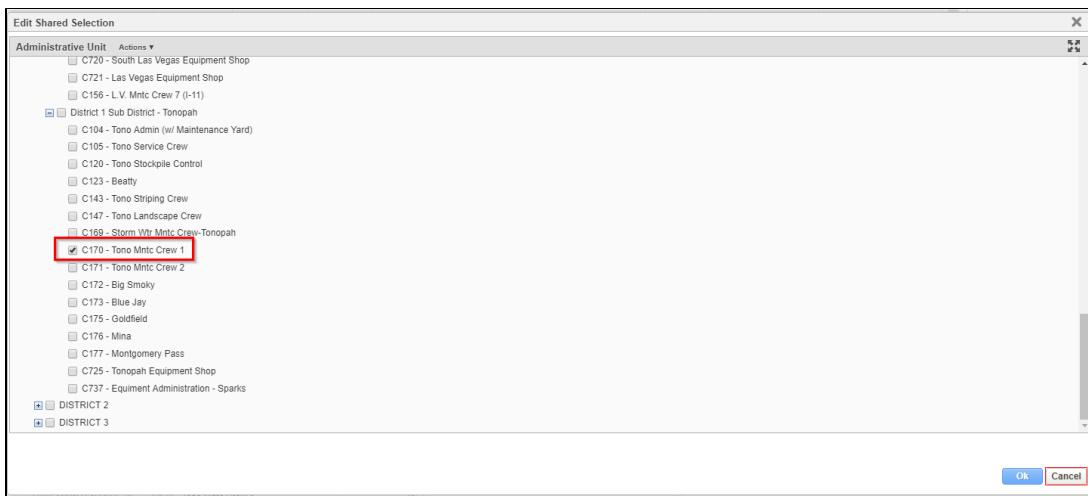 Edit Shared Selection
Administrative Unit Actions ▾
C720 - South Las Vegas Equipment Shop
C721 - Las Vegas Equipment Shop
C156 - L.V. Mntc Crew 7 (I-11)
District 1 Sub District - Tonopah
C104 - Tono Admin (w/ Maintenance Yard)
C105 - Tono Service Crew
C120 - Tono Stockpile Control
C123 - Beatty
C143 - Tono Striping Crew
C147 - Tono Landscape Crew
C169 - Storm Wtr Mntc Crew-Tonopah
C170 - Tono Mntc Crew 1
C171 - Tono Mntc Crew 2
C172 - Big Smoky
C173 - Blue Jay
C175 - Goldfield
C176 - Mina
C177 - Montgomery Pass
C725 - Tonopah Equipment Shop
C737 - Equiment Administration - Sparks
DISTRICT 2
DISTRICT 3
Ok Cancel